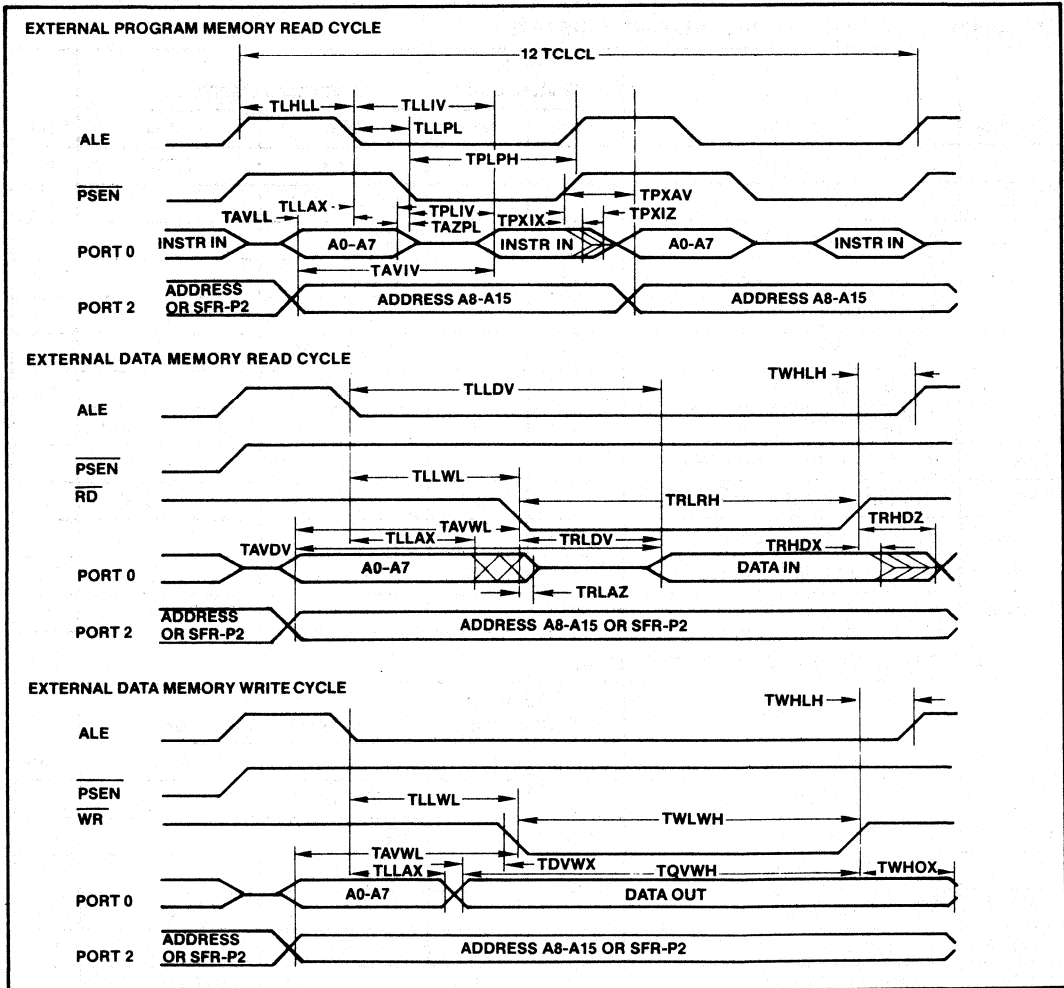 EXTERNAL PROGRAM MEMORY READ CYCLE
12 TCLCL
TLHLL
TLLIV
TLLPL
ALE
TPLPH
PSEN
TPXAV
TLLAX
TPLIV
TPXIZ
TAVLL
TAZPL
TPXIX
PORT 0
INSTR IN
A0-A7
INSTR IN
A0-A7
INSTR IN
TAVIV
PORT 2
ADDRESS
OR SFR-P2
ADDRESS A8-A15
ADDRESS A8-A15
EXTERNAL DATA MEMORY READ CYCLE
TWHLH
TLLDV
ALE
PSEN
TLLWL
RD
TRLRH
TAVWL
TRHDZ
TLLAX
TRLDV
TAVDV
TRHDX
PORT 0
A0-A7
DATA IN
TRLAZ
PORT 2
ADDRESS
OR SFR-P2
ADDRESS A8-A15 OR SFR-P2
EXTERNAL DATA MEMORY WRITE CYCLE
TWHLH
ALE
PSEN
TLLWL
WR
TWLWH
TAVWL
TDVWX
TLLAX
TQVWH
TWHOX
PORT 0
A0-A7
DATA OUT
PORT 2
ADDRESS
OR SFR-P2
ADDRESS A8-A15 OR SFR-P2